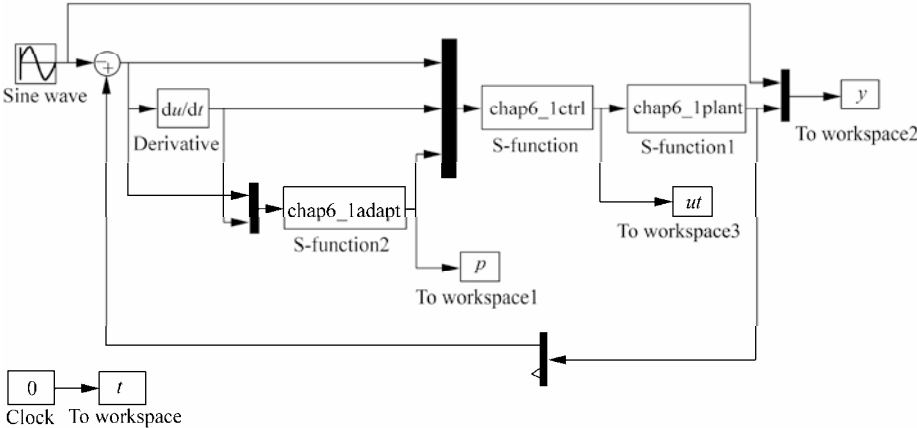 Sine wave
− +
du/dt
Derivative
chap6_1adapt
S-function2
chap6_1ctrl
S-function
chap6_1plant
S-function1
y
To workspace2
ut
To workspace3
p
To workspace1
0
Clock
t
To workspace